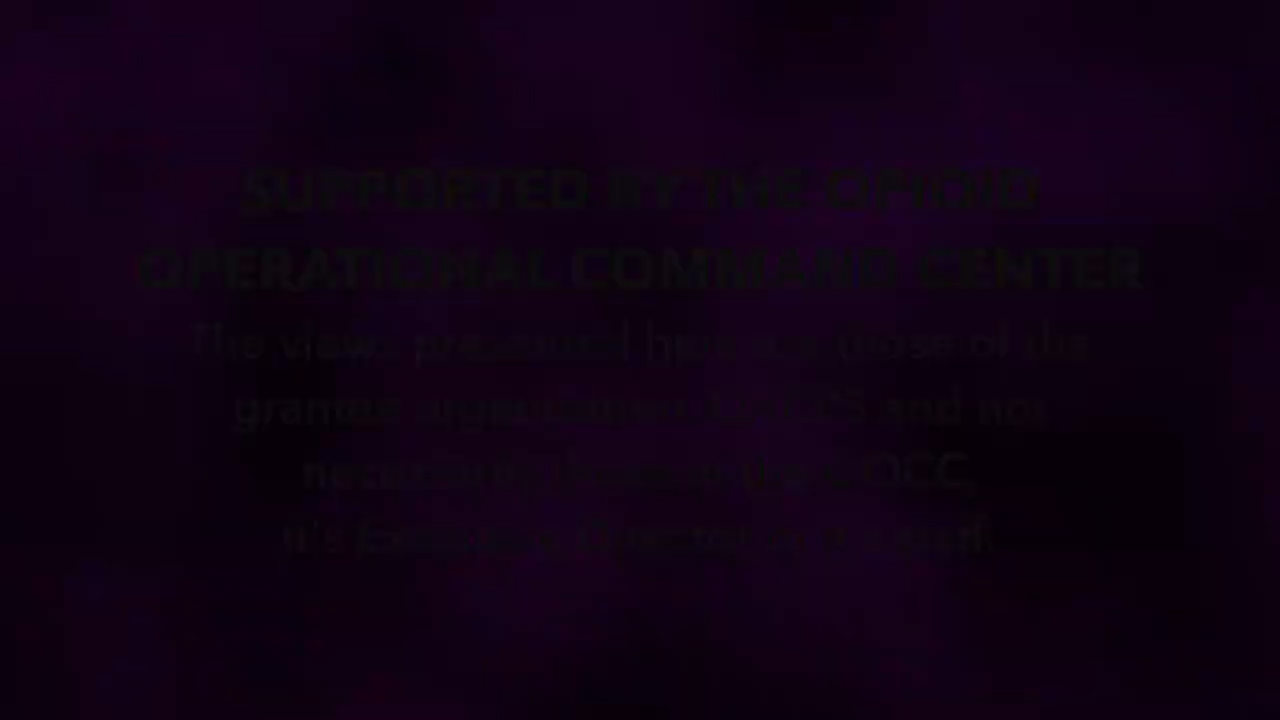 SUPPORTED BY THE OPIOID
OPERATIONAL COMMAND CENTER
The views presented here are those of the
grantee and not
necessarily those of the OOCC,
it's Executive Director or its staff.